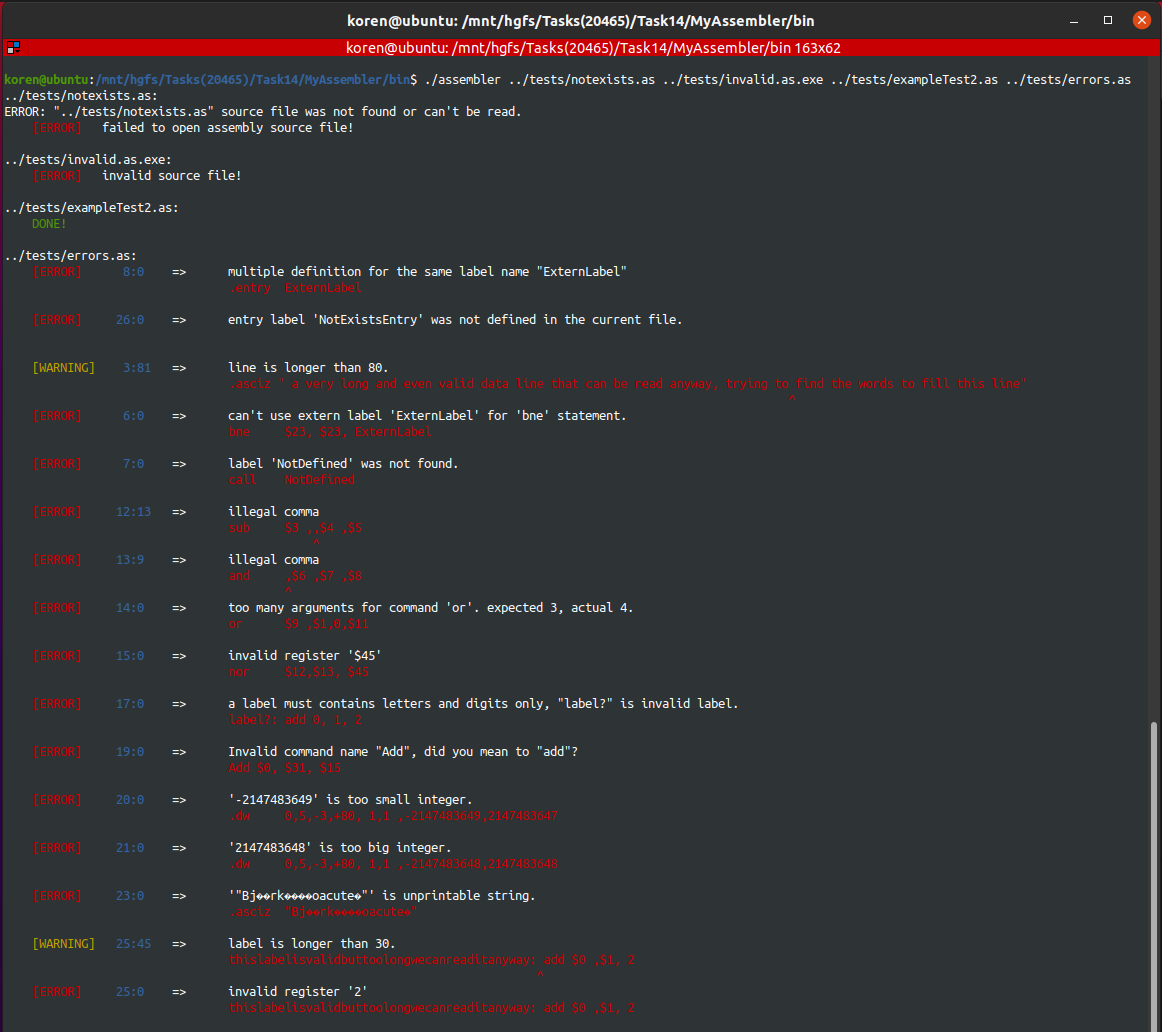 koren@ubuntu: /mnt/hgfs/Tasks(20465)/Task14/MyAssembler/bin
koren@ubuntu: /mnt/hgfs/Tasks(20465)/Task14/MyAssembler/bin 163x62
koren@ubuntu:/mnt/hgfs/Tasks(20465)/Task14/MyAssembler/bin$ ./assembler ../tests/notexists.as ../tests/invalid.as.exe ../tests/exampleTest2.as ../tests/errors.as
../tests/notexists.as:
ERROR: "../tests/notexists.as" source file was not found or can't be read.
[ERROR] failed to open assembly source file!
../tests/invalid.as.exe:
[ERROR] invalid source file!
../tests/exampleTest2.as:
DONE!
../tests/errors.as:
[ERROR] 8:0 => multiple definition for the same label name "ExternLabel"
.entry ExternLabel
[ERROR] 26:0 => entry label 'NotExistsEntry' was not defined in the current file.
[WARNING] 3:81 => line is longer than 80.
.asciz " a very long and even valid data line that can be read anyway, trying to find the words to fill this line"
^
[ERROR] 6:0 => can't use extern label 'ExternLabel' for 'bne' statement.
bne $23, $23, ExternLabel
[ERROR] 7:0 => label 'NotDefined' was not found.
call NotDefined
[ERROR] 12:13 => illegal comma
sub $3 ,,$4 ,$5
^
[ERROR] 13:9 => illegal comma
and ,$6 ,$7 ,$8
^
[ERROR] 14:0 => too many arguments for command 'or'. expected 3, actual 4.
or $9 ,$1,0,$11
[ERROR] 15:0 => invalid register '$45'
nor $12,$13, $45
[ERROR] 17:0 => a label must contains letters and digits only, "label?" is invalid label.
label?: add 0, 1, 2
[ERROR] 19:0 => Invalid command name "Add", did you mean to "add"?
Add $0, $31, $15
[ERROR] 20:0 => '-2147483649' is too small integer.
.dw 0,5,-3,+80, 1,1 ,-2147483649,2147483647
[ERROR] 21:0 => '2147483648' is too big integer.
.dw 0,5,-3,+80, 1,1 ,-2147483648,2147483648
[ERROR] 23:0 => '"Bj��rk����oacute�"' is unprintable string.
.asciz "Bj��rk����oacute�"
[WARNING] 25:45 => label is longer than 30.
thislabelisvalidbuttoolongwecanreaditanyway: add $0 ,$1, 2
^
[ERROR] 25:0 => invalid register '2'
thislabelisvalidbuttoolongwecanreaditanyway: add $0 ,$1, 2